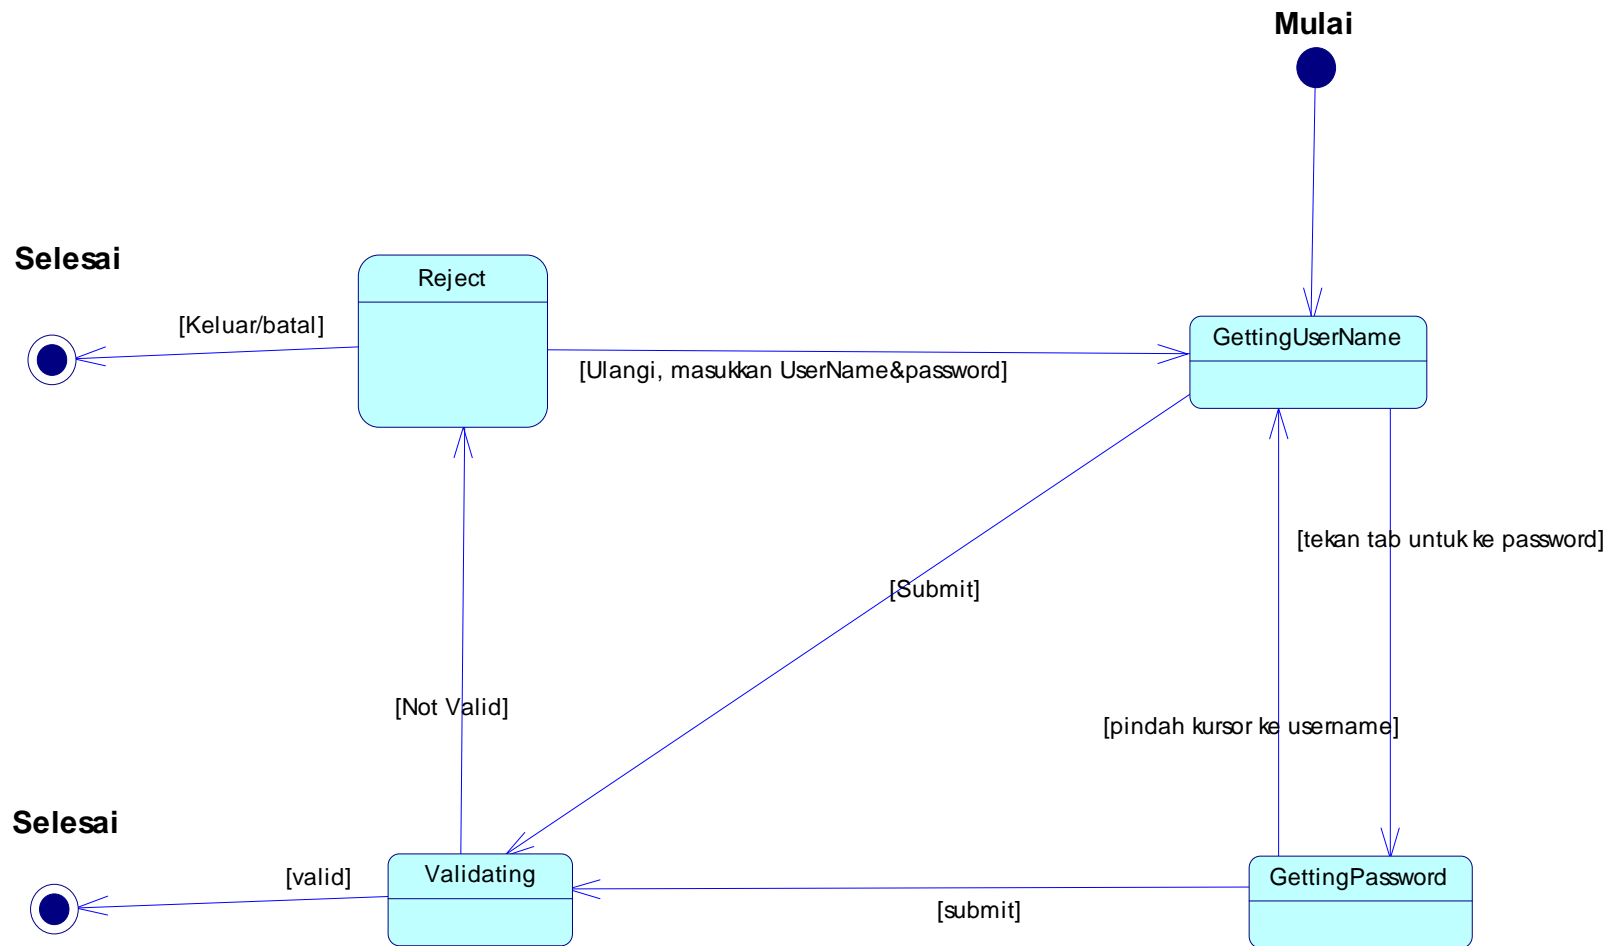 Mulai
Selesai
Reject
[Keluar/batal]
GettingUserName
[Ulangi, masukkan UserName&password]
[tekan tab untuk ke password]
[Submit]
[Not Valid]
[pindah kursor ke username]
Selesai
[valid]
Validating
GettingPassword
[submit]